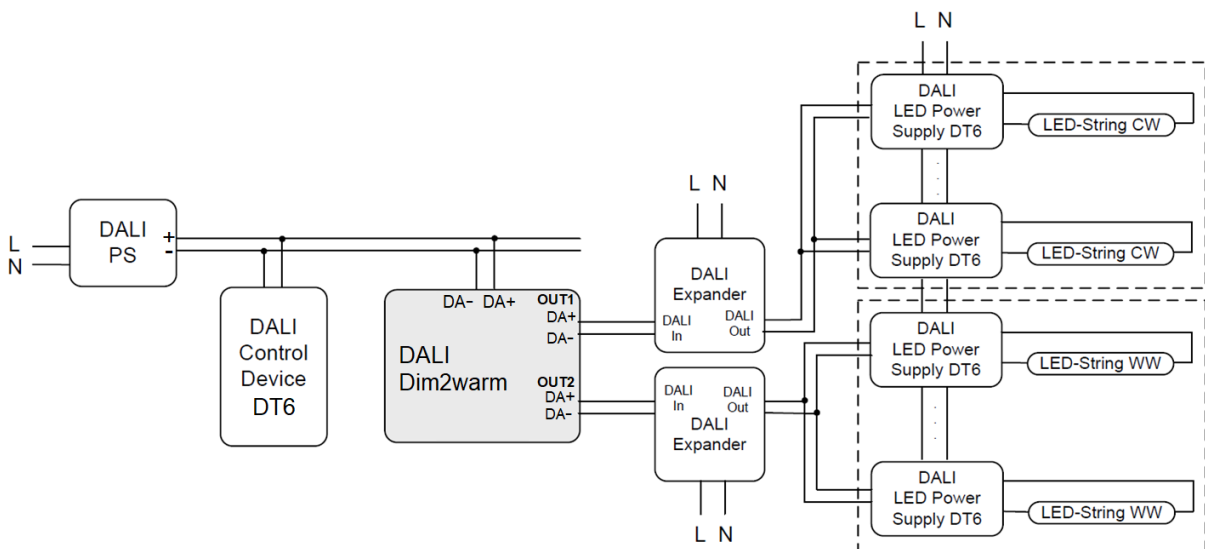 L N
DALI
LED Power
Supply DT6
LED-String CW
L N
DALI
PS
+
-
L
N
DALI
LED Power
Supply DT6
LED-String CW
DALI
Expander
DALI
In
DALI
Out
DALI
Control
Device
DT6
DA− DA+
OUT1
DA+
DA−
DALI
Dim2warm
OUT2
DA+
DA−
DALI
In
DALI
Out
DALI
Expander
L N
DALI
LED Power
Supply DT6
LED-String WW
DALI
LED Power
Supply DT6
LED-String WW